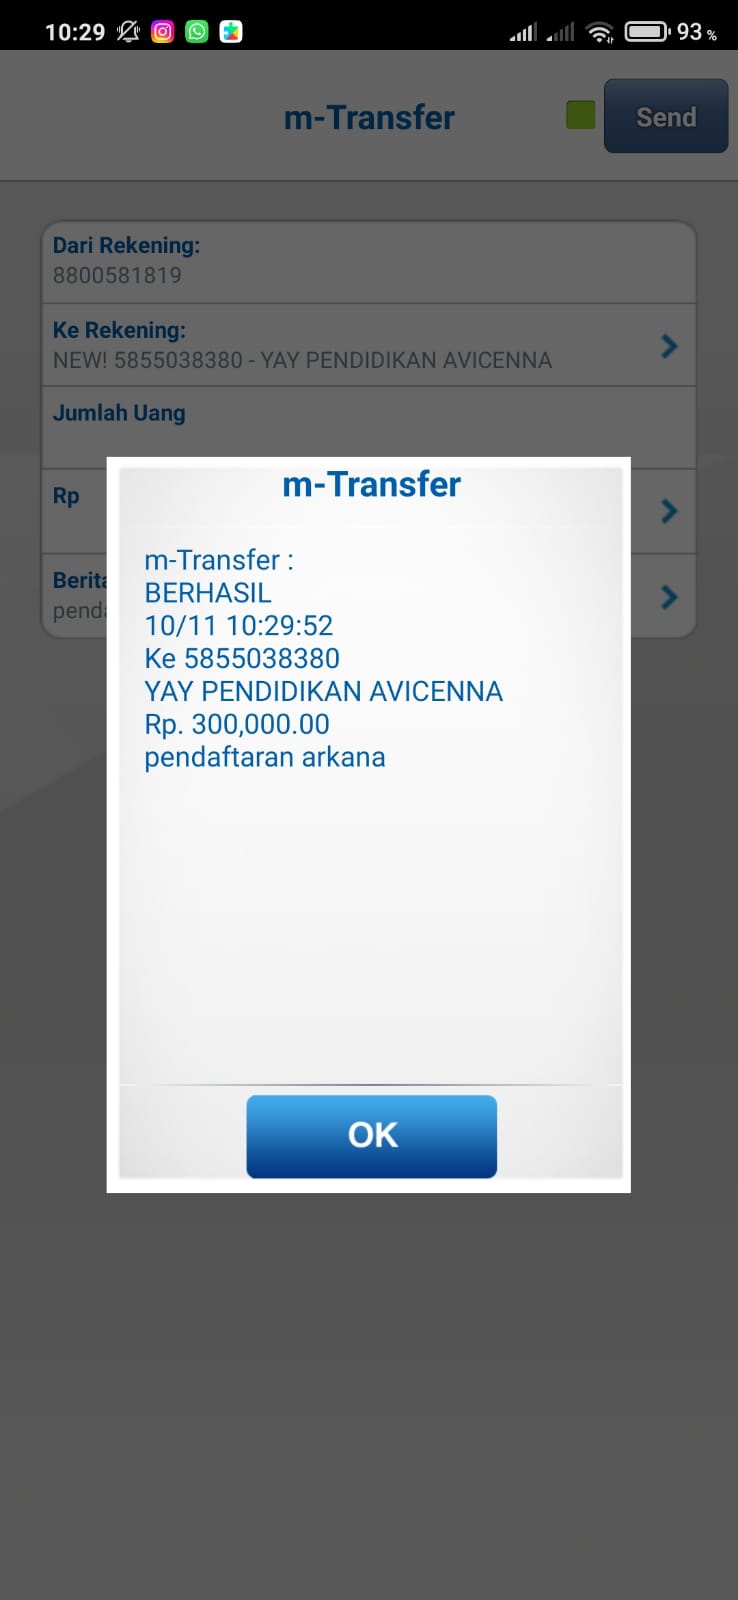 10:29
93 %
m-Transfer
Send
Dari Rekening:
8800581819
Ke Rekening:
NEW! 5855038380 - YAY PENDIDIKAN AVICENNA
Jumlah Uang
Rp
m-Transfer
m-Transfer :
BERHASIL
10/11 10:29:52
Ke 5855038380
YAY PENDIDIKAN AVICENNA
Rp. 300,000.00
pendaftaran arkana
OK